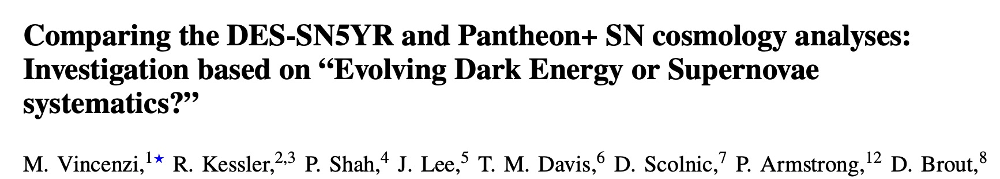 Comparing the DES-SN5YR and Pantheon+ SN cosmology analyses:
Investigation based on “Evolving Dark Energy or Supernovae
systematics?”
M. Vincenzi,1★ R. Kessler,2,3 P. Shah,4 J. Lee,5 T. M. Davis,6 D. Scolnic,7 P. Armstrong,12 D. Brout,8